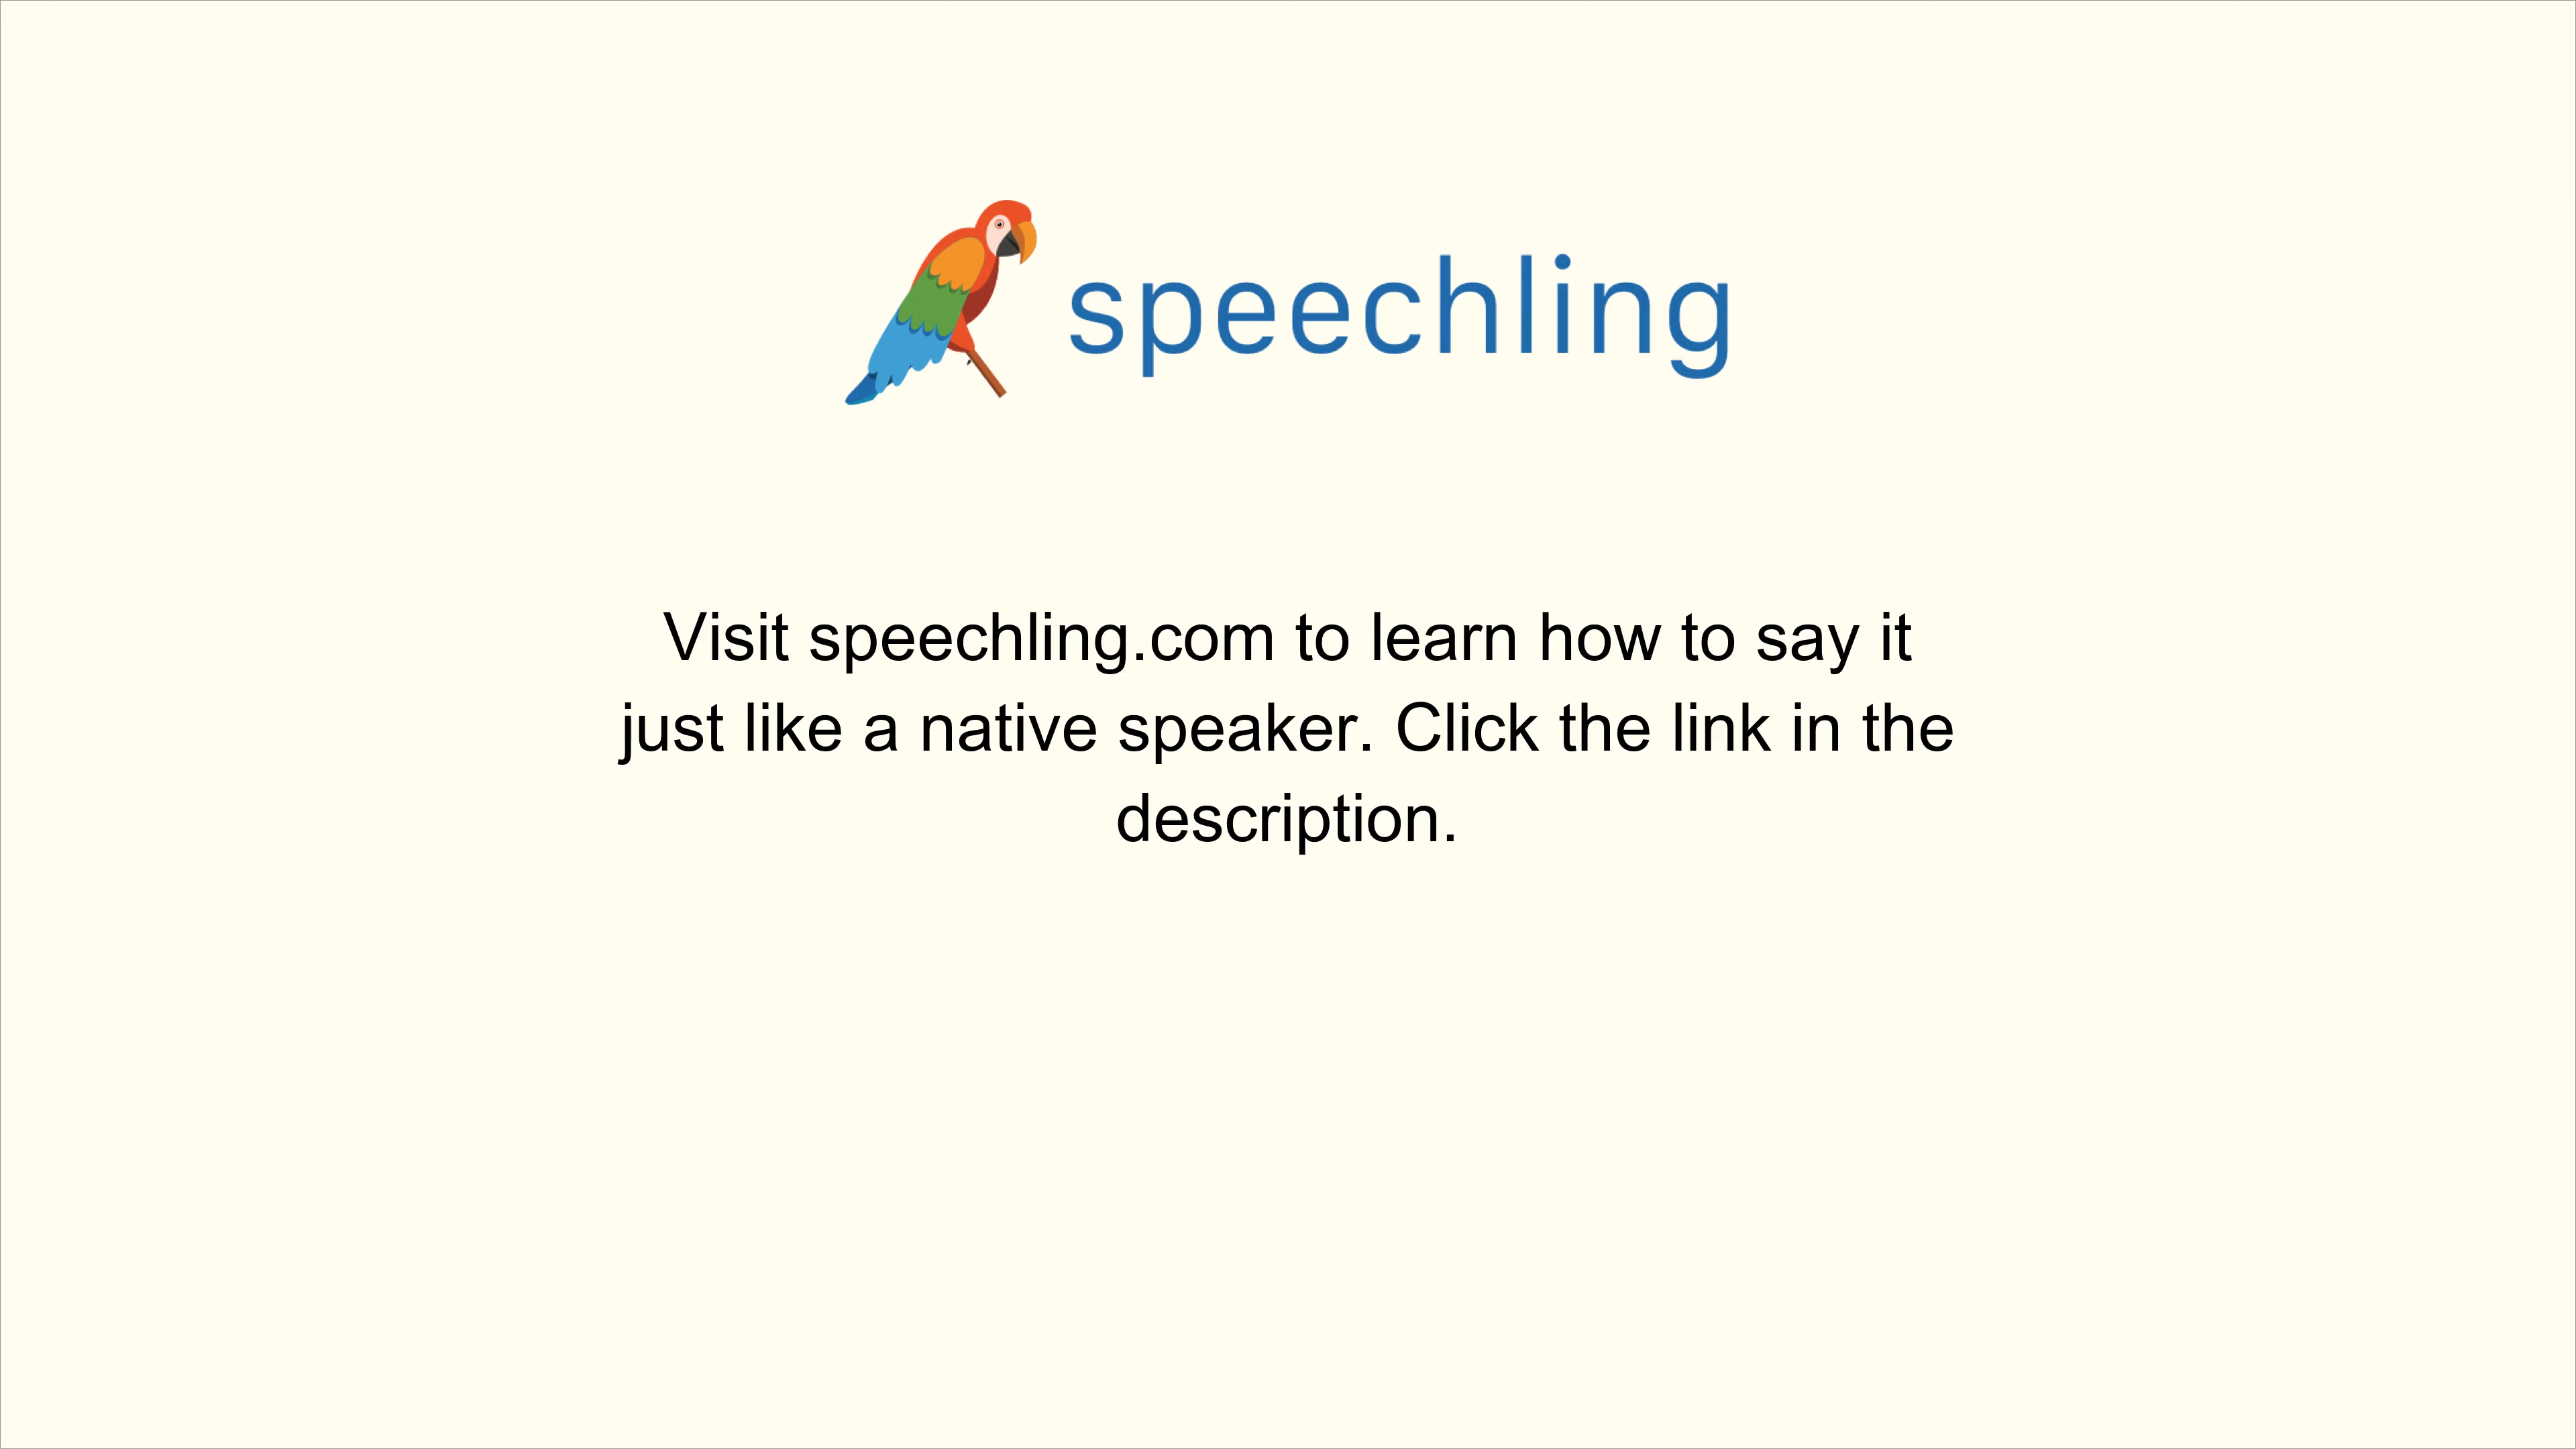 speechling
Visit speechling.com to learn how to say it
just like a native speaker. Click the link in the
description.